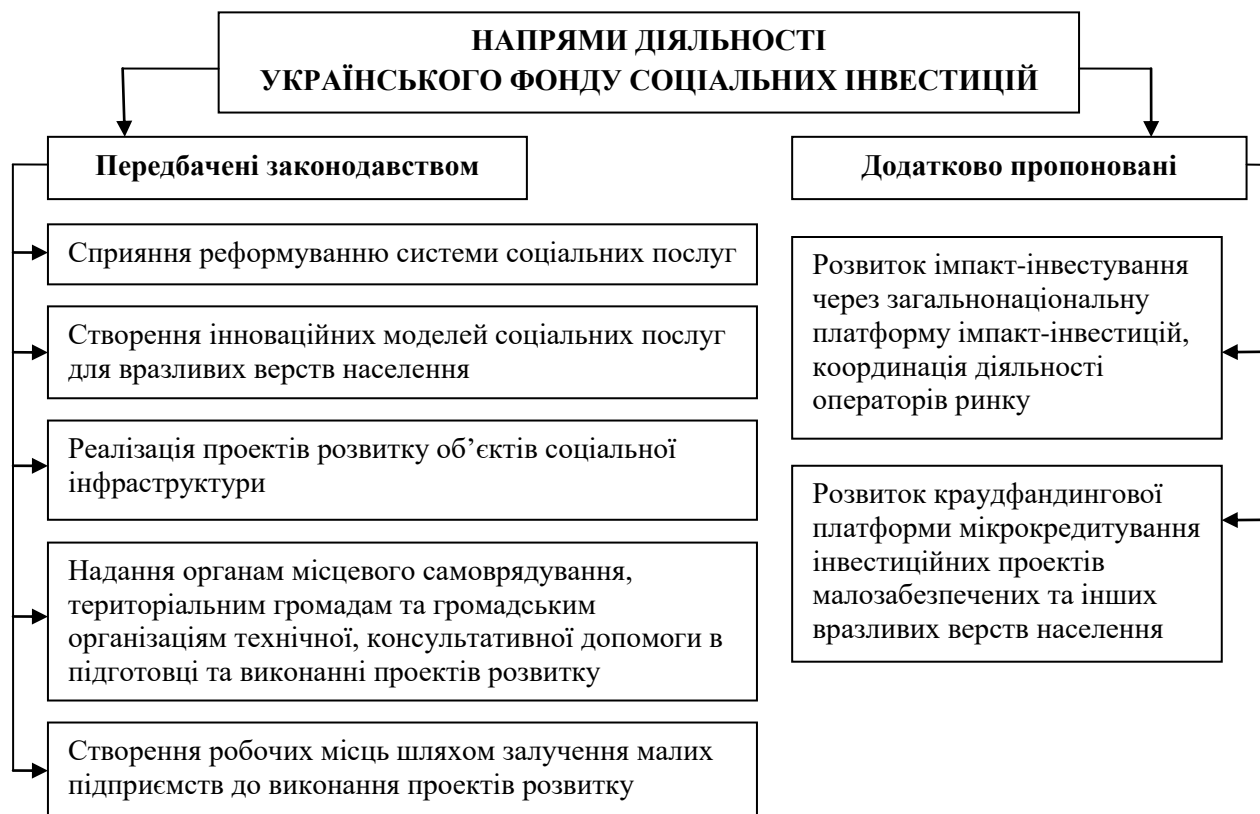 НАПРЯМИ ДІЯЛЬНОСТІ
УКРАЇНСЬКОГО ФОНДУ СОЦІАЛЬНИХ ІНВЕСТИЦІЙ
Передбачені законодавством
Сприяння реформуванню системи соціальних послуг
Створення інноваційних моделей соціальних послуг
для вразливих верств населення
Реалізація проектів розвитку об’єктів соціальної
інфраструктури
Надання органам місцевого самоврядування,
територіальним громадам та громадським
організаціям технічної, консультативної допомоги в
підготовці та виконанні проектів розвитку
Створення робочих місць шляхом залучення малих
підприємств до виконання проектів розвитку
Додатково пропоновані
Розвиток імпакт-інвестування
через загальнонаціональну
платформу імпакт-інвестицій,
координація діяльності
операторів ринку
Розвиток краудфандингової
платформи мікрокредитування
інвестиційних проектів
малозабезпечених та інших
вразливих верств населення